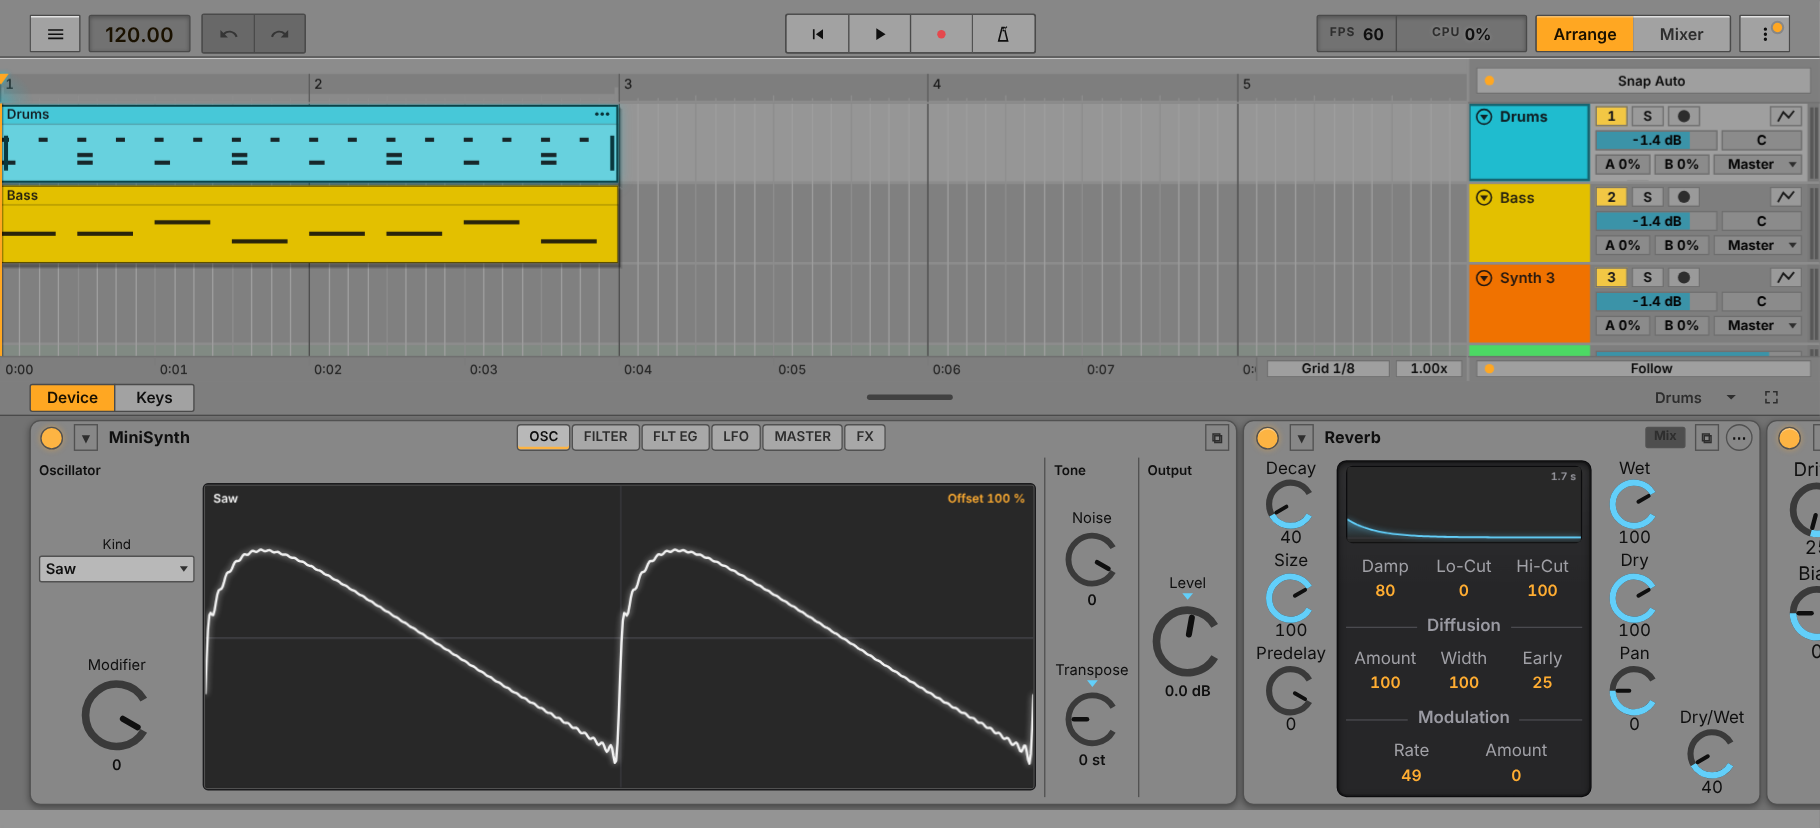 120.00
FPS 60
CPU 0%
Arrange
Mixer
1
2
3
4
5
Snap Auto
Drums
Drums
1
S
-1.4 dB
C
A 0%
B 0%
Master
Bass
Bass
2
S
-1.4 dB
C
A 0%
B 0%
Master
Synth 3
3
S
-1.4 dB
C
A 0%
B 0%
Master
0:00
0:01
0:02
0:03
0:04
0:05
0:06
0:07
Grid 1/8
1.00x
Follow
Device
Keys
Drums
MiniSynth
OSC
FILTER
FLT EG
LFO
MASTER
FX
Oscillator
Kind
Saw
Modifier
0
Saw
Offset 100 %
Tone
Noise
0
Transpose
0 st
Output
Level
0.0 dB
Reverb
Mix
Decay
40
Size
100
Predelay
0
1.7 s
Damp
Lo-Cut
Hi-Cut
80
0
100
Diffusion
Amount
Width
Early
100
100
25
Modulation
Rate
Amount
49
0
Wet
100
Dry
100
Pan
0
Dry/Wet
40